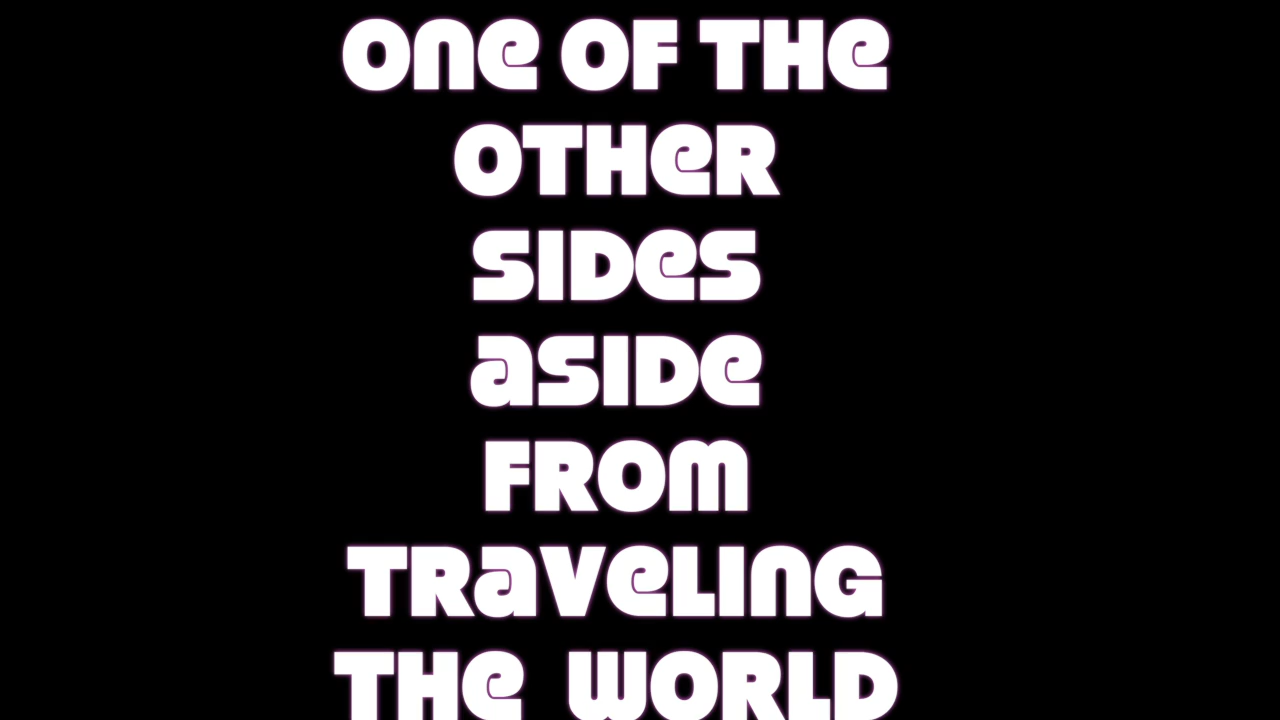 ONE OF THE
OTHER
SIDES
ASIDE
FROM
TRAVELING
THE WORLD